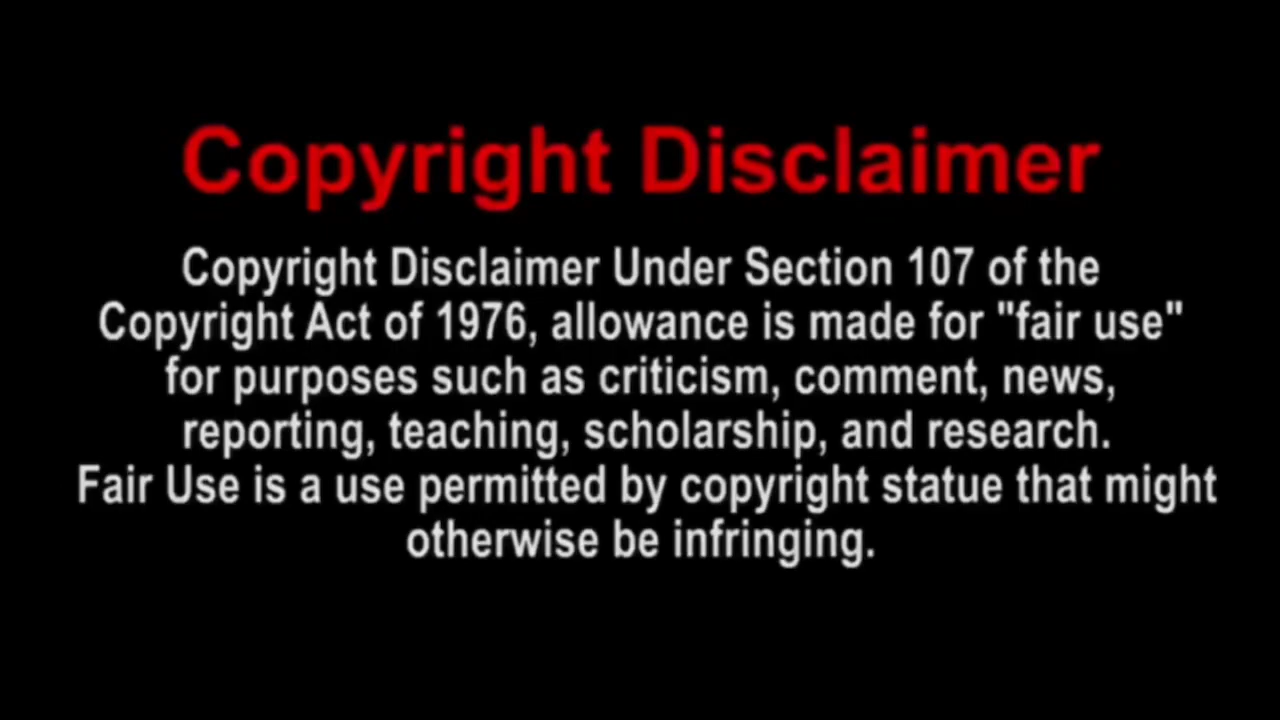 Copyright Disclaimer
Copyright Disclaimer Under Section 107 of the
Copyright Act of 1976, allowance is made for "fair use"
for purposes such as criticism, comment, news,
reporting, teaching, scholarship, and research.
Fair Use is a use permitted by copyright statue that might
otherwise be infringing.